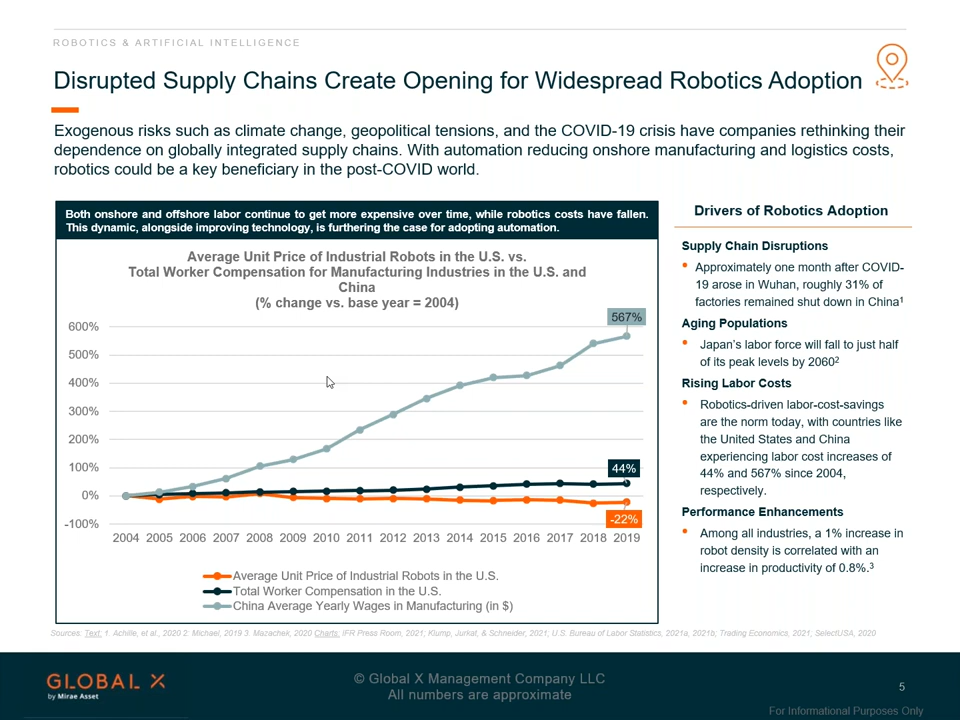 ROBOTICS & ARTIFICIAL INTELLIGENCE
Disrupted Supply Chains Create Opening for Widespread Robotics Adoption
Exogenous risks such as climate change, geopolitical tensions, and the COVID-19 crisis have companies rethinking their
dependence on globally integrated supply chains. With automation reducing onshore manufacturing and logistics costs,
robotics could be a key beneficiary in the post-COVID world.
Both onshore and offshore labor continue to get more expensive over time, while robotics costs have fallen.
This dynamic, alongside improving technology, is furthering the case for adopting automation.
Average Unit Price of Industrial Robots in the U.S. vs.
Total Worker Compensation for Manufacturing Industries in the U.S. and
China
(% change vs. base year = 2004)
600%
500%
400%
300%
200%
100%
0%
-100%
567%
44%
-22%
2004 2005 2006 2007 2008 2009 2010 2011 2012 2013 2014 2015 2016 2017 2018 2019
Average Unit Price of Industrial Robots in the U.S.
Total Worker Compensation in the U.S.
China Average Yearly Wages in Manufacturing (in $)
Drivers of Robotics Adoption
Supply Chain Disruptions
• Approximately one month after COVID-
19 arose in Wuhan, roughly 31% of
factories remained shut down in China¹
Aging Populations
• Japan's labor force will fall to just half
of its peak levels by 2060²
Rising Labor Costs
• Robotics-driven labor-cost-savings
are the norm today, with countries like
the United States and China
experiencing labor cost increases of
44% and 567% since 2004,
respectively.
Performance Enhancements
• Among all industries, a 1% increase in
robot density is correlated with an
increase in productivity of 0.8%.³
Sources: Text: 1. Achille, et al., 2020 2: Michael, 2019 3 Mazachek, 2020 Charts: IFR Press Room, 2021; Klump, Jurkat, & Schneider, 2021; U.S. Bureau of Labor Statistics, 2021a, 2021b; Trading Economics, 2021, SelectUSA, 2020
GLOBAL X
by Mirae Asset
© Global X Management Company LLC
All numbers are approximate
5
For Informational Purposes Only